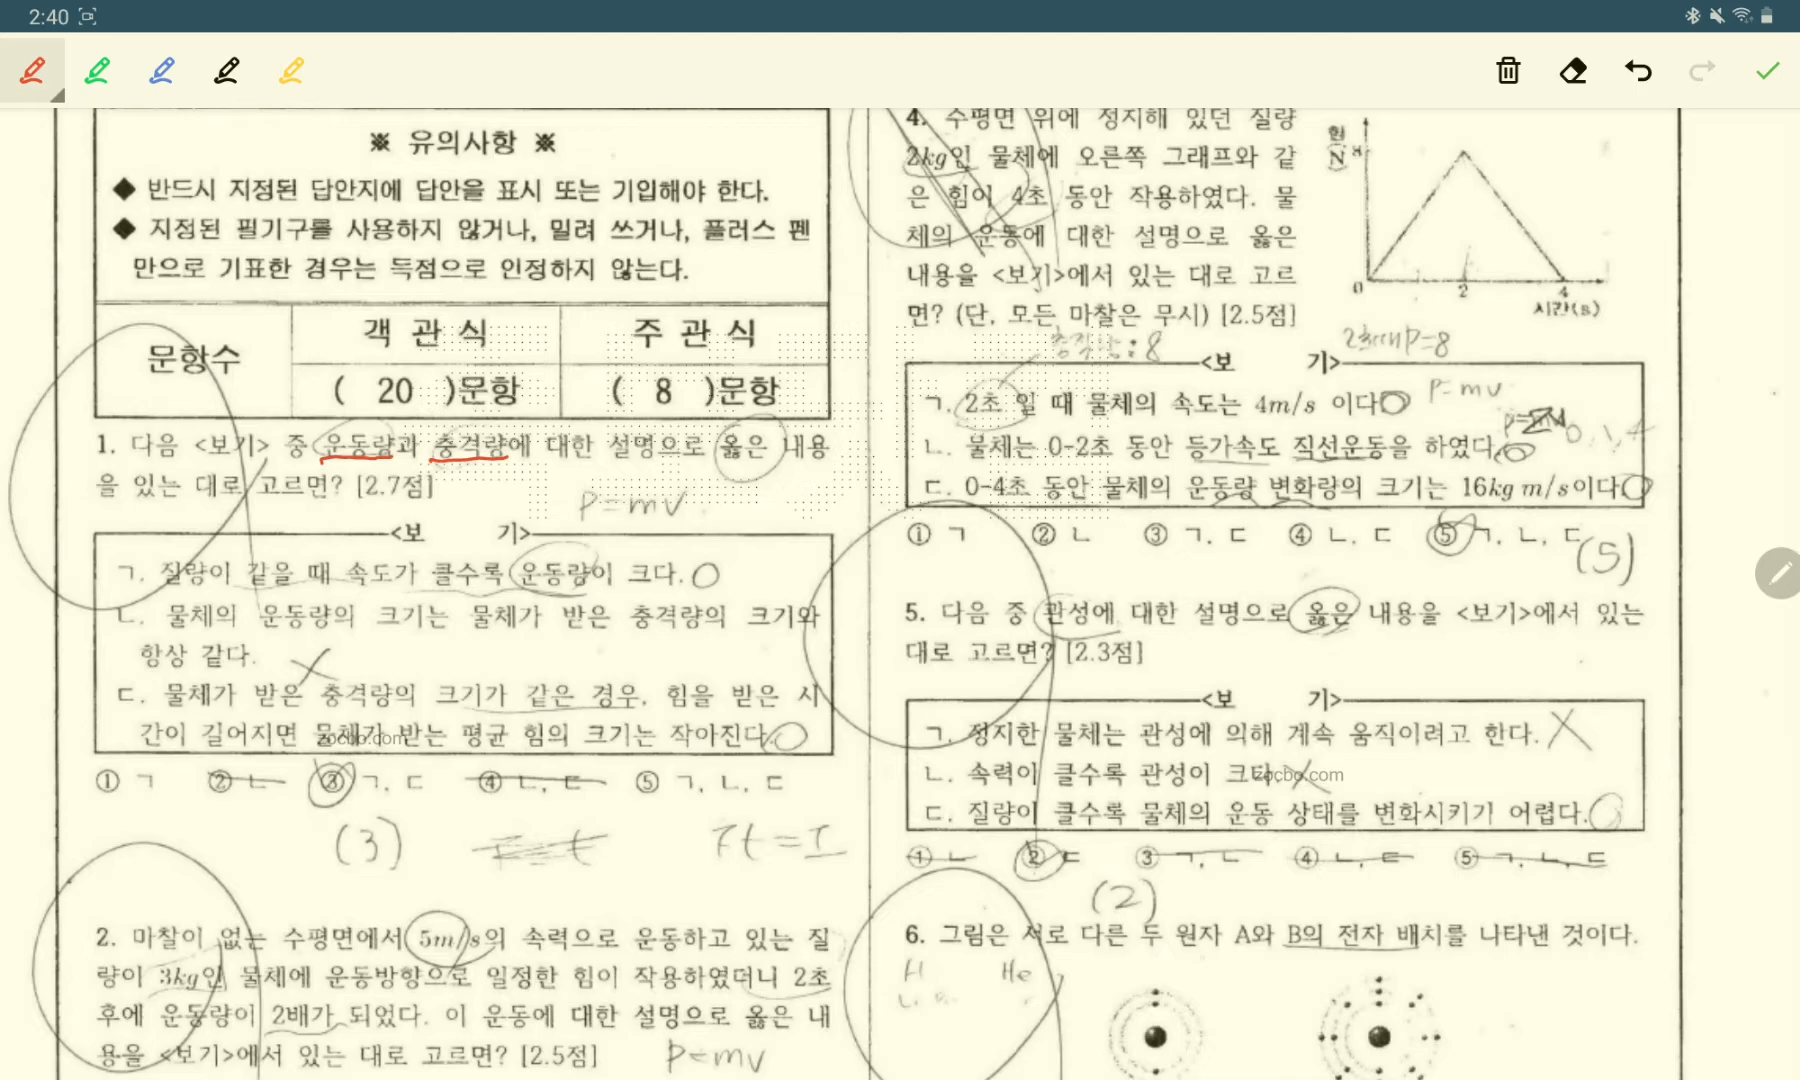 2:40
※ 유의사항 ※
◆ 반드시 지정된 답안지에 답안을 표시 또는 기입해야 한다.
◆ 지정된 필기구를 사용하지 않거나, 밀려 쓰거나, 플러스 펜
만으로 기표한 경우는 득점으로 인정하지 않는다.
문항수
객 관 식
주 관 식
( 20 )문항
( 8 )문항
1. 다음 <보기> 중 운동량과 충격량에 대한 설명으로 옳은 내용
을 있는 대로 고르면? [2.7점]
P=mv
<보 기>
ㄱ. 질량이 같을 때 속도가 클수록 운동량이 크다.
ㄴ. 물체의 운동량의 크기는 물체가 받은 충격량의 크기와
항상 같다.
ㄷ. 물체가 받은 충격량의 크기가 같은 경우, 힘을 받은 시
간이 길어지면 물체가 받는 평균 힘의 크기는 작아진다.
zocbo.com
① ㄱ ② ㄴ ③ ㄱ, ㄷ ④ ㄴ, ㄷ ⑤ ㄱ, ㄴ, ㄷ
(3)
Ft=I
2. 마찰이 없는 수평면에서 5m/s의 속력으로 운동하고 있는 질
량이 3kg인 물체에 운동방향으로 일정한 힘이 작용하였더니 2초
후에 운동량이 2배가 되었다. 이 운동에 대한 설명으로 옳은 내
용을 <보기>에서 있는 대로 고르면? [2.5점]
P=mv
4. 수평면 위에 정지해 있던 질량
2kg인 물체에 오른쪽 그래프와 같
은 힘이 4초 동안 작용하였다. 물
체의 운동에 대한 설명으로 옳은
내용을 <보기>에서 있는 대로 고르
면? (단, 모든 마찰은 무시) [2.5점]
힘
(N)
8
0
2
4
시간(s)
충격량:8
P=8
<보 기>
ㄱ. 2초 일 때 물체의 속도는 4m/s 이다
P=mv
ㄴ. 물체는 0-2초 동안 등가속도 직선운동을 하였다.
ㄷ. 0-4초 동안 물체의 운동량 변화량의 크기는 16kg m/s이다
① ㄱ ② ㄴ ③ ㄱ, ㄷ ④ ㄴ, ㄷ ⑤ ㄱ, ㄴ, ㄷ
(5)
5. 다음 중 관성에 대한 설명으로 옳은 내용을 <보기>에서 있는
대로 고르면? [2.3점]
<보 기>
ㄱ. 정지한 물체는 관성에 의해 계속 움직이려고 한다.
ㄴ. 속력이 클수록 관성이 크다.
zocbo.com
ㄷ. 질량이 클수록 물체의 운동 상태를 변화시키기 어렵다.
① ㄴ ② ㄷ ③ ㄱ, ㄴ ④ ㄴ, ㄷ ⑤ ㄱ, ㄴ, ㄷ
(2)
6. 그림은 서로 다른 두 원자 A와 B의 전자 배치를 나타낸 것이다.
H He